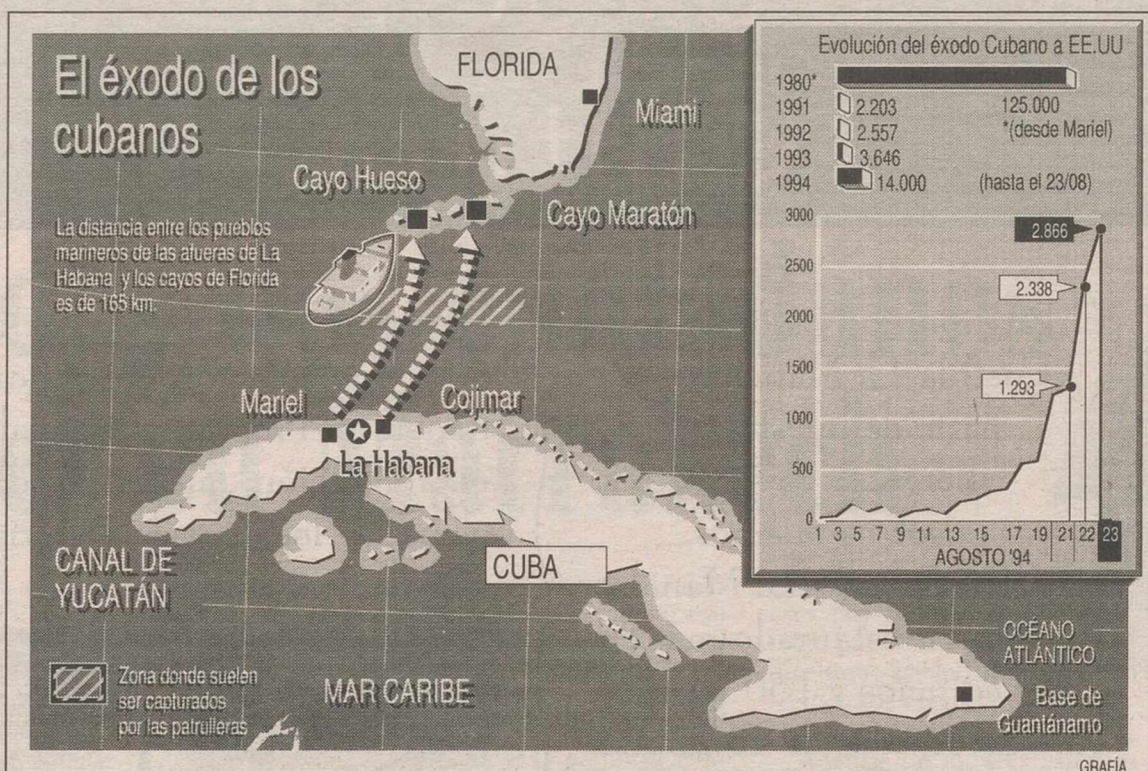 El éxodo de los
cubanos
La distancia entre los pueblos
marineros de las afueras de La
Habana y los cayos de Florida
es de 165 km.
FLORIDA
Miami
Cayo Hueso
Cayo Maratón
Mariel
Cojimar
La Habana
CANAL DE
YUCATÁN
CUBA
Zona donde suelen
ser capturados
por las patrulleras
MAR CARIBE
OCÉANO
ATLÁNTICO
Base de
Guantánamo
Evolución del éxodo Cubano a EE.UU
1980*
1991 2.203 125.000
1992 2.557 *(desde Mariel)
1993 3.646
1994 14.000 (hasta el 23/08)
3000
2.866
2500
2.338
2000
1500
1.293
1000
500
0
1 3 5 7 9 11 13 15 17 19 21 22 23
AGOSTO '94
GRAFÍA